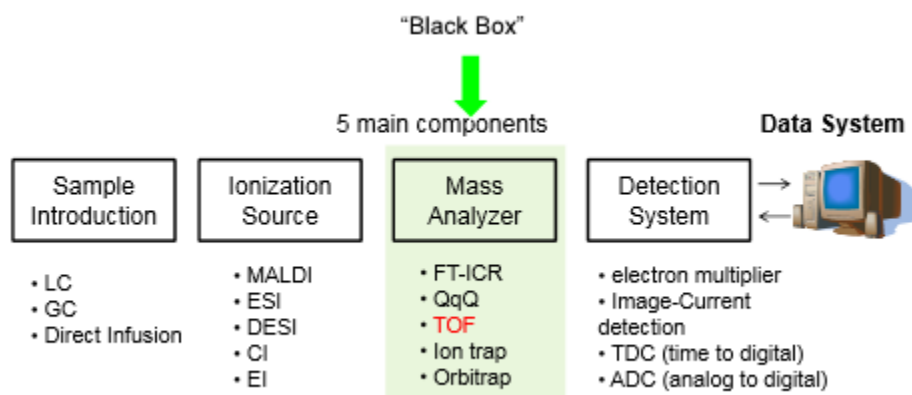 “Black Box”
5 main components
Data System
Sample
Introduction
Ionization
Source
Mass
Analyzer
Detection
System
• LC
• GC
• Direct Infusion
• MALDI
• ESI
• DESI
• CI
• EI
• FT-ICR
• QqQ
• TOF
• Ion trap
• Orbitrap
• electron multiplier
• Image-Current
detection
• TDC (time to digital)
• ADC (analog to digital)